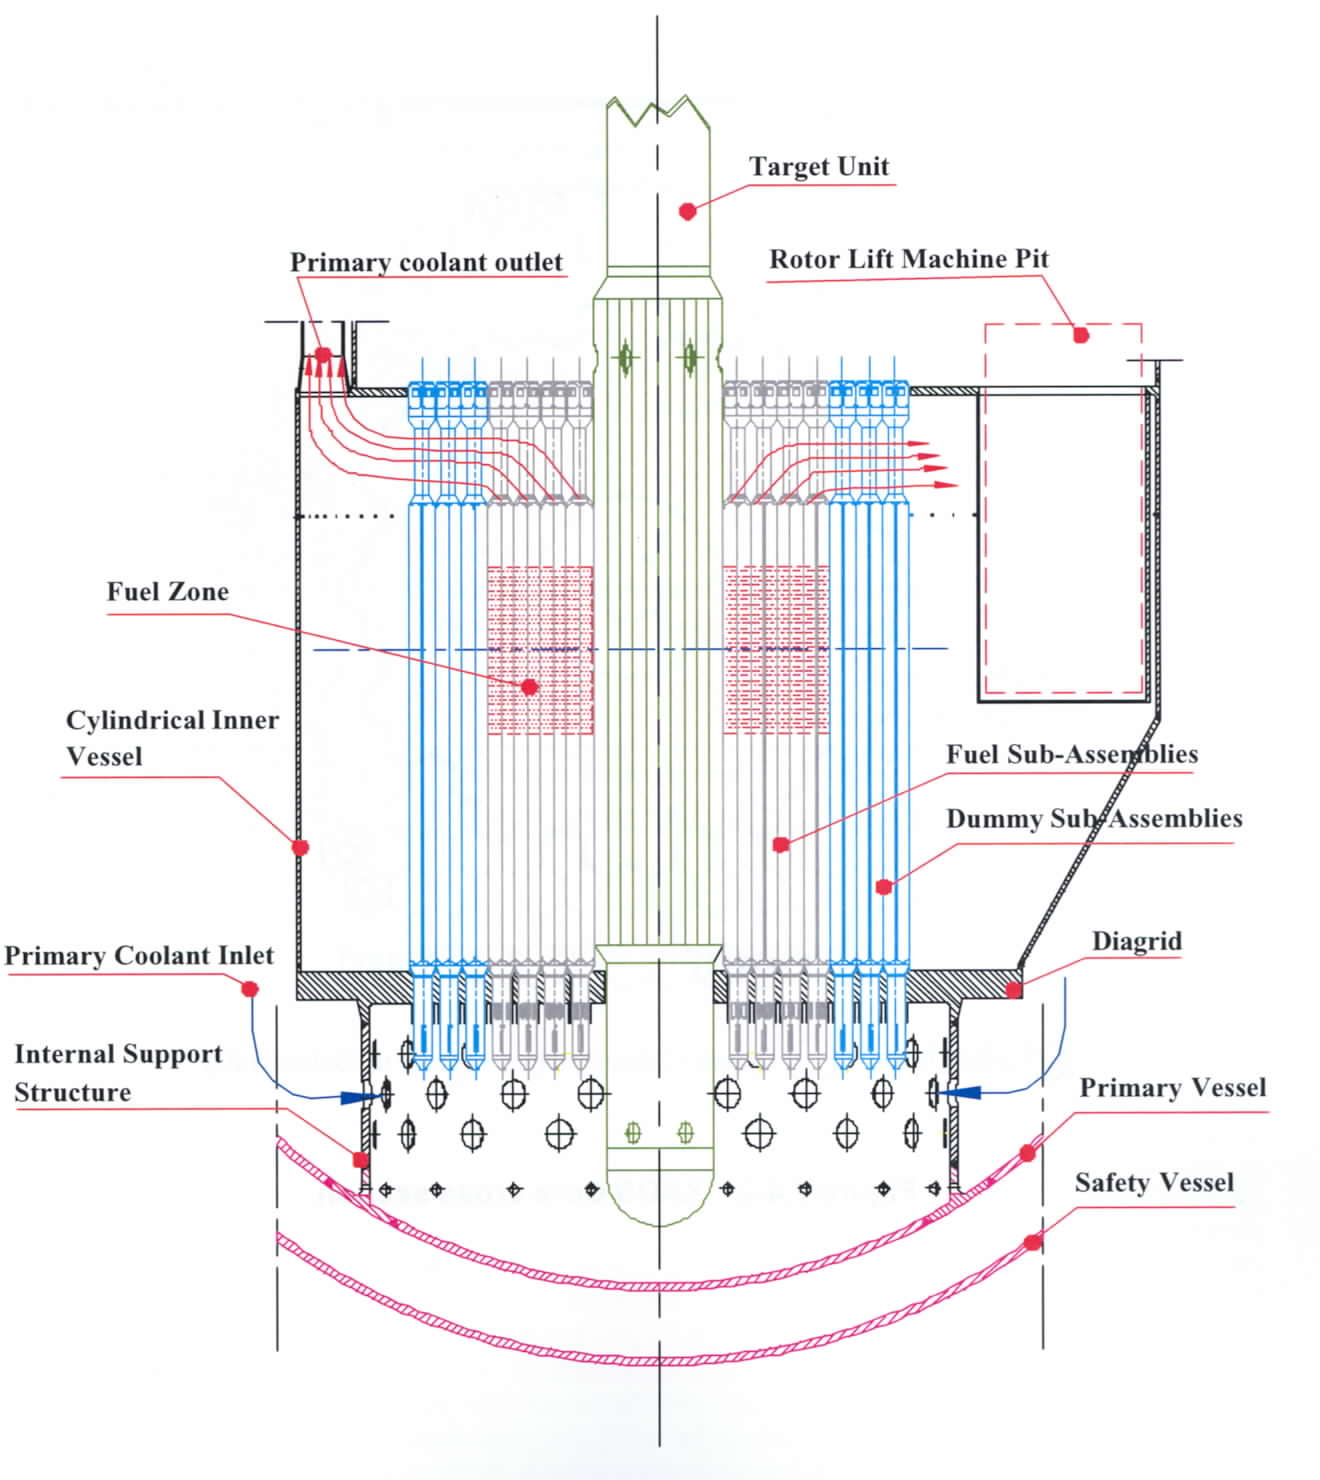 Target Unit
Primary coolant outlet
Rotor Lift Machine Pit
Fuel Zone
Cylindrical Inner
Vessel
Fuel Sub-Assemblies
Dummy Sub-Assemblies
Primary Coolant Inlet
Diagrid
Internal Support
Structure
Primary Vessel
Safety Vessel